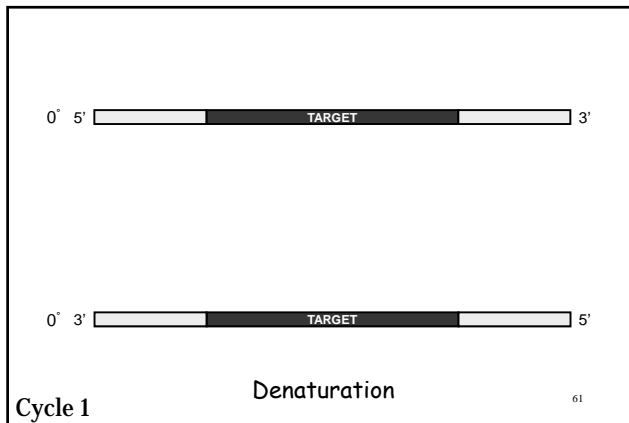 0° 5’ TARGET 3’
0° 3’ TARGET 5’
Denaturation
Cycle 1 61